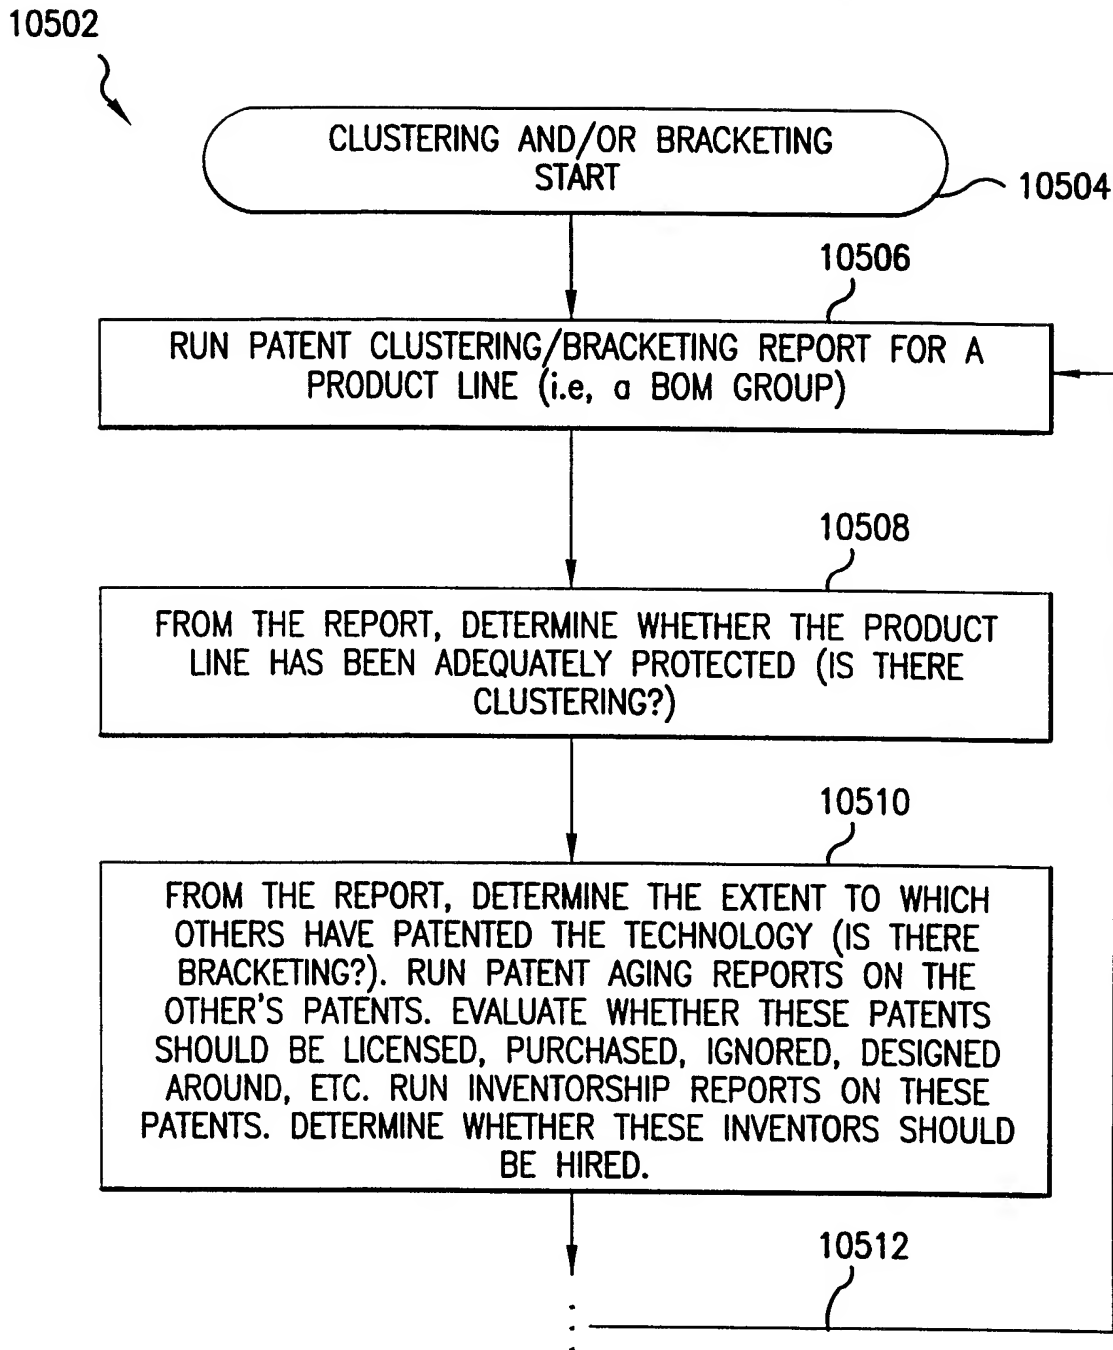 10502
CLUSTERING AND/OR BRACKETING
START
10504
10506
RUN PATENT CLUSTERING/BRACKETING REPORT FOR A
PRODUCT LINE (i.e, a BOM GROUP)
10508
FROM THE REPORT, DETERMINE WHETHER THE PRODUCT
LINE HAS BEEN ADEQUATELY PROTECTED (IS THERE
CLUSTERING?)
10510
FROM THE REPORT, DETERMINE THE EXTENT TO WHICH
OTHERS HAVE PATENTED THE TECHNOLOGY (IS THERE
BRACKETING?). RUN PATENT AGING REPORTS ON THE
OTHER'S PATENTS. EVALUATE WHETHER THESE PATENTS
SHOULD BE LICENSED, PURCHASED, IGNORED, DESIGNED
AROUND, ETC. RUN INVENTORSHIP REPORTS ON THESE
PATENTS. DETERMINE WHETHER THESE INVENTORS SHOULD
BE HIRED.
10512